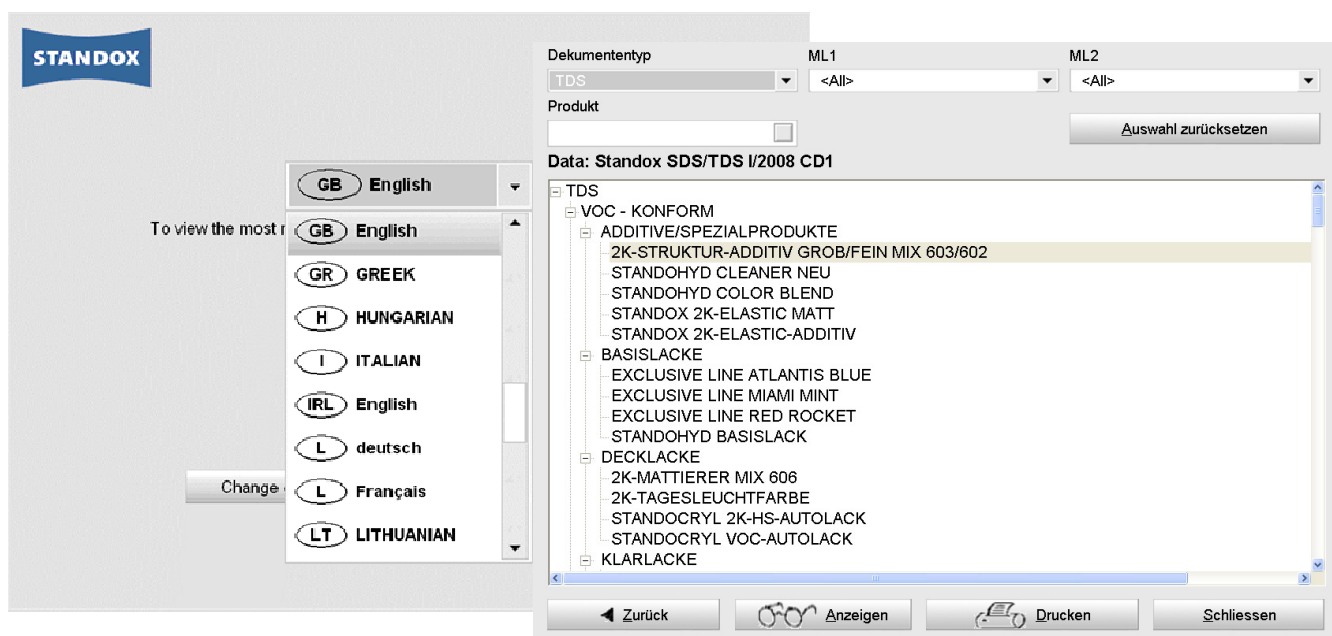 STANDOX
GB English
To view the most
GB English
GR GREEK
H HUNGARIAN
I ITALIAN
IRL English
L deutsch
L Français
LT LITHUANIAN
Change
Dekumententyp
ML1
ML2
TDS
<All>
<All>
Produkt
Auswahl zurücksetzen
Data: Standox SDS/TDS I/2008 CD1
TDS
VOC - KONFORM
ADDITIVE/SPEZIALPRODUKTE
2K-STRUKTUR-ADDITIV GROB/FEIN MIX 603/602
STANDOHYD CLEANER NEU
STANDOHYD COLOR BLEND
STANDOX 2K-ELASTIC MATT
STANDOX 2K-ELASTIC-ADDITIV
BASISLACKE
EXCLUSIVE LINE ATLANTIS BLUE
EXCLUSIVE LINE MIAMI MINT
EXCLUSIVE LINE RED ROCKET
STANDOHYD BASISLACK
DECKLACKE
2K-MATTIERER MIX 606
2K-TAGESLEUCHTFARBE
STANDOCRYL 2K-HS-AUTOLACK
STANDOCRYL VOC-AUTOLACK
KLARLACKE
Zurück
Anzeigen
Drucken
Schliessen